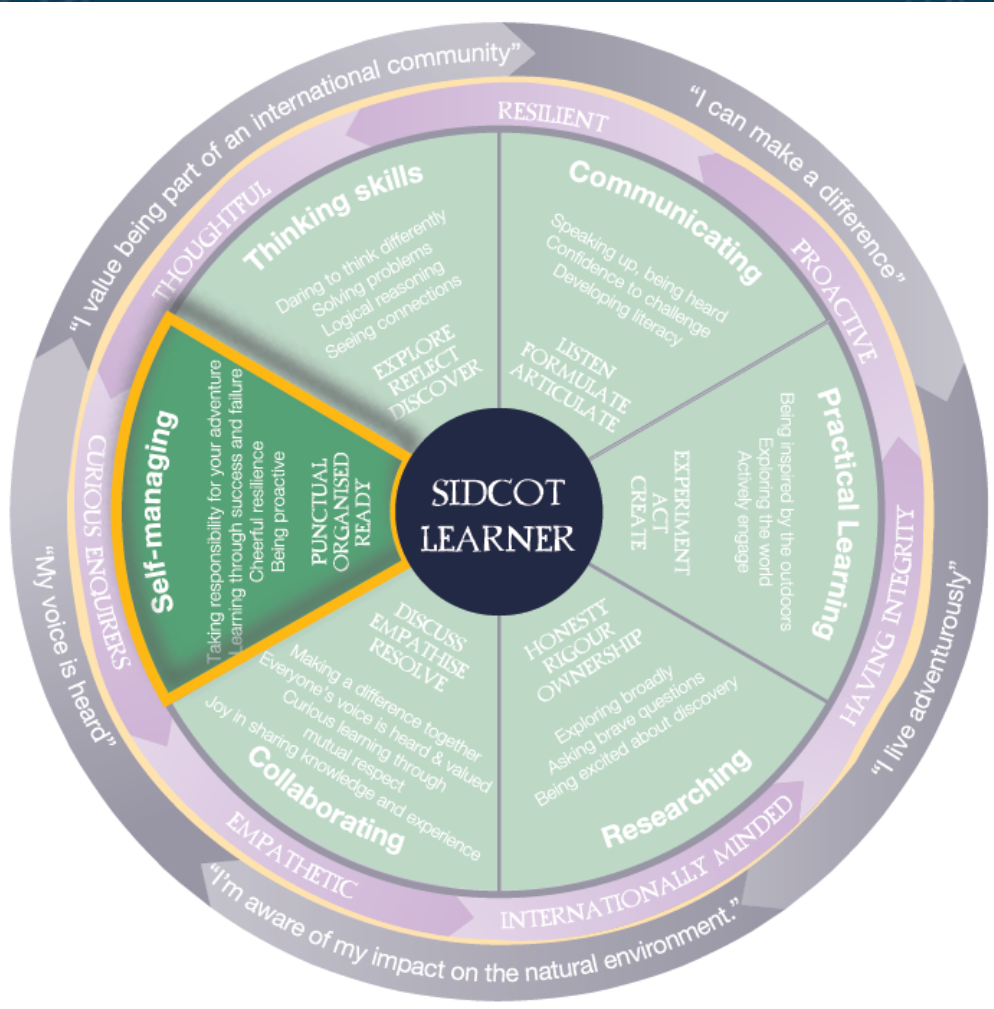 SIDCOT
LEARNER
Thinking skills
Daring to think differently
Solving problems
Logical reasoning
Seeing connections
EXPLORE
REFLECT
DISCOVER
Communicating
Speaking up, being heard
Confidence to challenge
Developing literacy
LISTEN
FORMULATE
ARTICULATE
Practical Learning
Being inspired by the outdoors
Exploring the world
Actively engage
EXPERIMENT
ACT
CREATE
HONESTY
RIGOUR
OWNERSHIP
Exploring broadly
Asking brave questions
Being excited about discovery
Researching
DISCUSS
EMPATHISE
RESOLVE
Making a difference together
Everyone's voice is heard & valued
Curious learning through
mutual respect
Joy in sharing knowledge and experience
Collaborating
Self-managing
Taking responsibility for your adventure
Learning through success and failure
Cheerful resilience
Being proactive
PUNCTUAL
ORGANISED
READY
RESILIENT
PROACTIVE
HAVING INTEGRITY
INTERNATIONALLY MINDED
EMPATHETIC
CURIOUS ENQUIRERS
THOUGHTFUL
“I value being part of an international community”
“I can make a difference”
“I live adventurously”
“I'm aware of my impact on the natural environment.”
“My voice is heard”